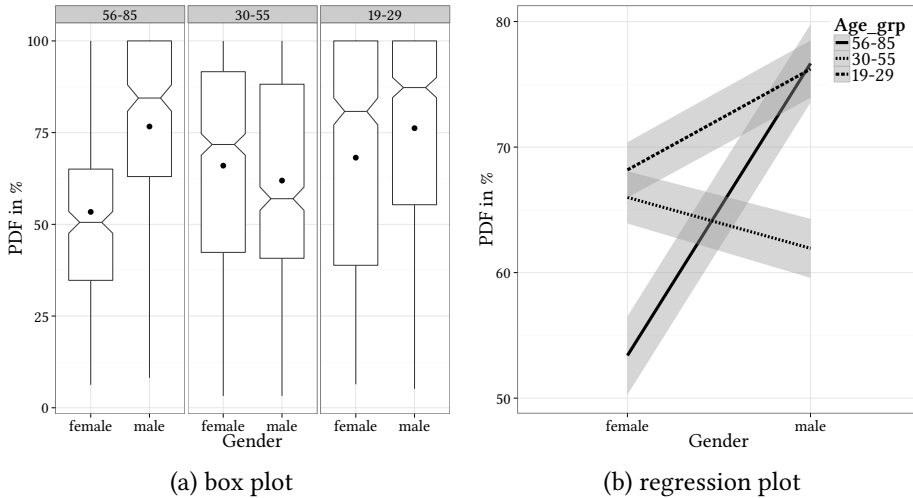 56-85 30-55 19-29
100
75
50
25
0
PDF in %
female male female male female male
Gender
(a) box plot
80
70
60
50
PDF in %
Age_grp
56-85
30-55
19-29
female male
Gender
(b) regression plot